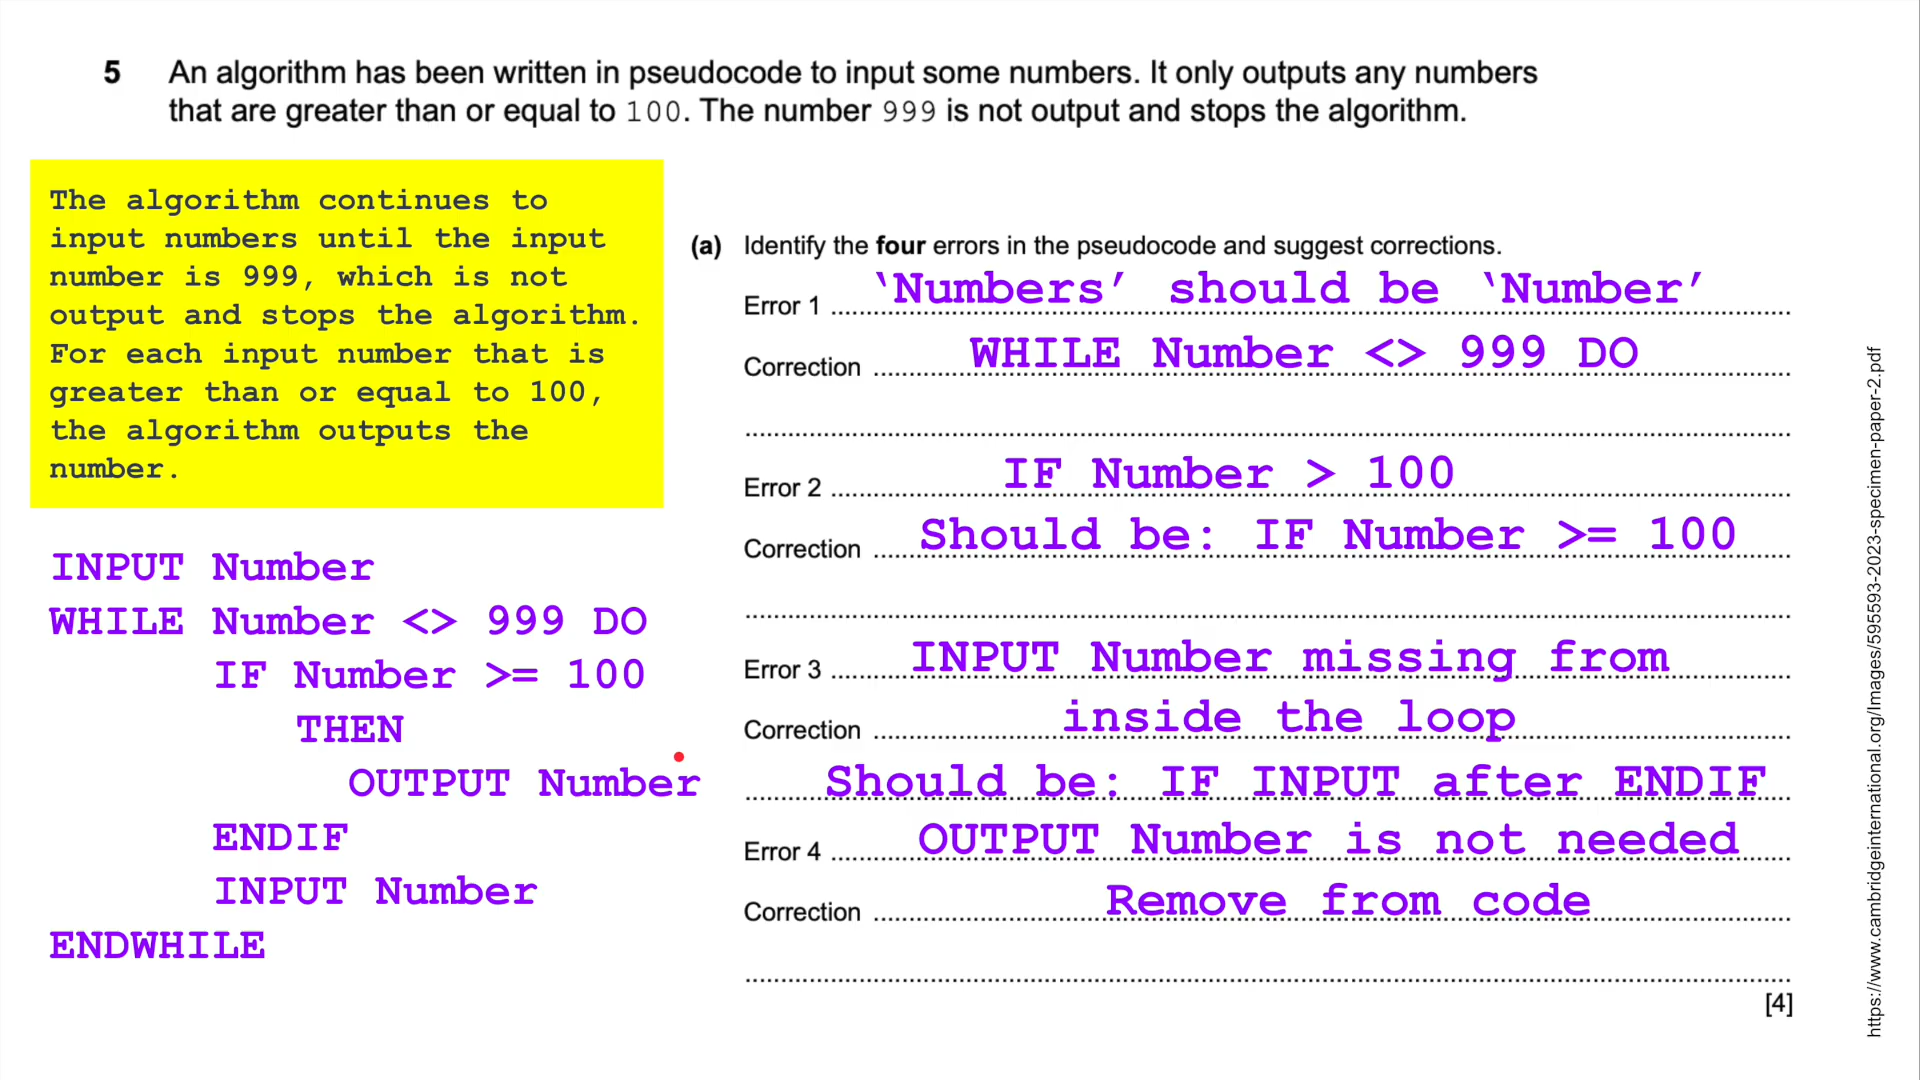 5 An algorithm has been written in pseudocode to input some numbers. It only outputs any numbers
that are greater than or equal to 100. The number 999 is not output and stops the algorithm.
The algorithm continues to
input numbers until the input
number is 999, which is not
output and stops the algorithm.
For each input number that is
greater than or equal to 100,
the algorithm outputs the
number.
INPUT Number
WHILE Number <> 999 DO
IF Number >= 100
THEN
OUTPUT Number
ENDIF
INPUT Number
ENDWHILE
(a) Identify the four errors in the pseudocode and suggest corrections.
Error 1 ‘Numbers’ should be ‘Number’
Correction WHILE Number <> 999 DO
Error 2 IF Number > 100
Correction Should be: IF Number >= 100
Error 3 INPUT Number missing from
Correction inside the loop
Should be: IF INPUT after ENDIF
Error 4 OUTPUT Number is not needed
Correction Remove from code
[4]
https://www.cambridgeinternational.org/Images/595593-2023-specimen-paper-2.pdf